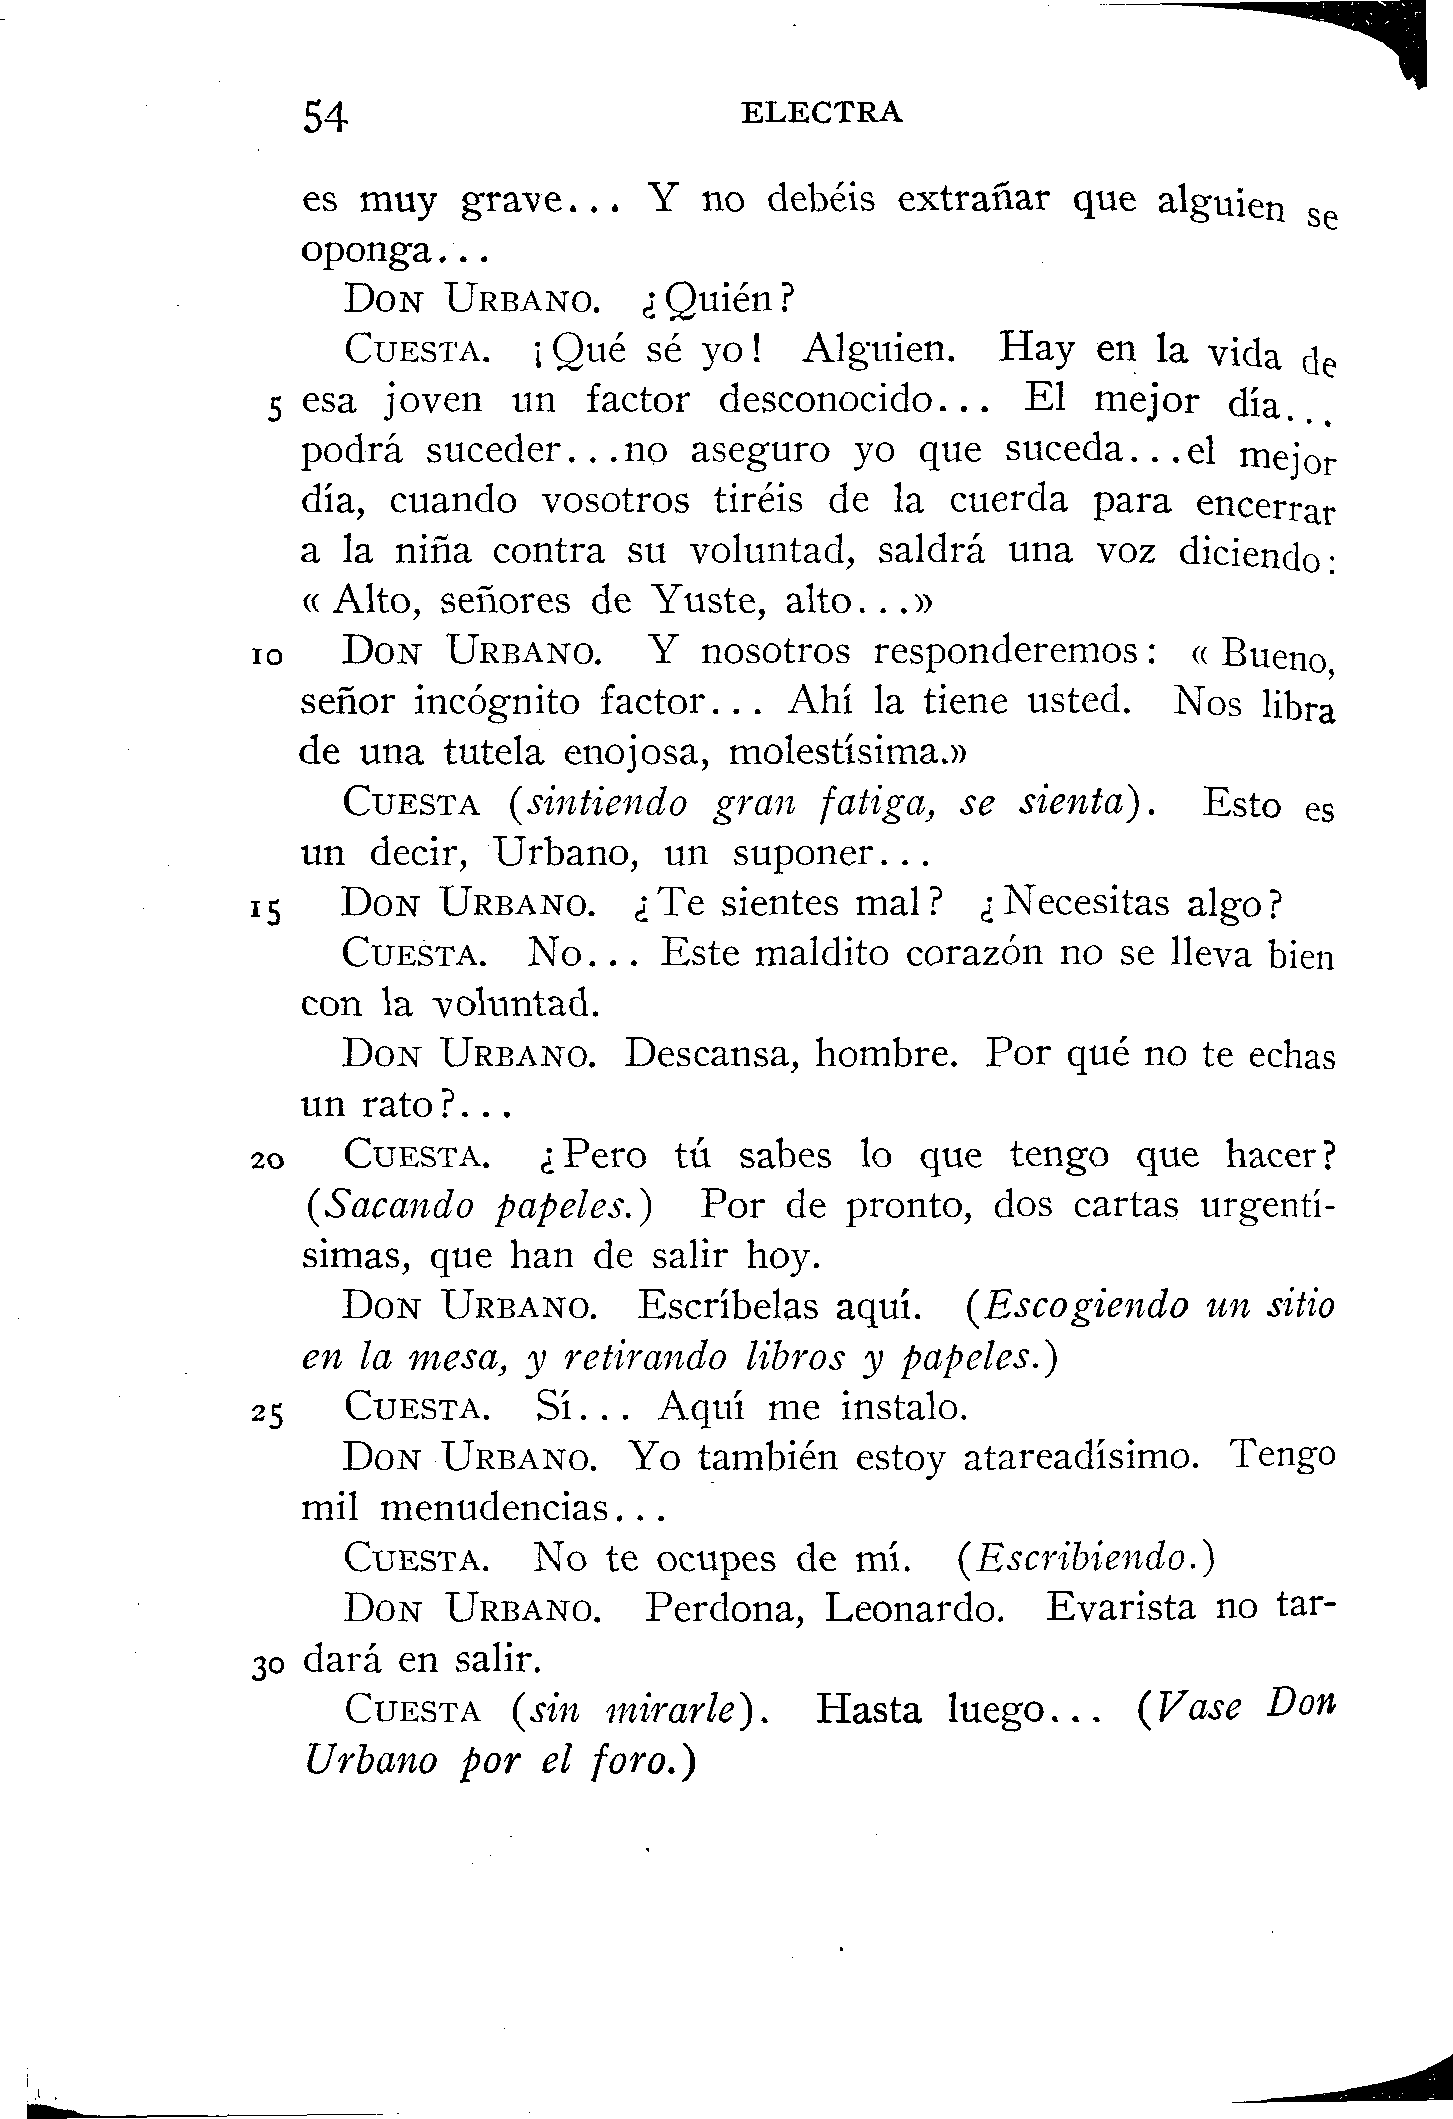 54 ELECTRA
es muy grave... Y no debéis extrañar que alguien se
oponga...
DON URBANO. ¿Quién?
CUESTA. ¡Qué sé yo! Alguien. Hay en la vida de
5 esa joven un factor desconocido... El mejor día...
podrá suceder...no aseguro yo que suceda...el mejor
día, cuando vosotros tiréis de la cuerda para encerrar
a la niña contra su voluntad, saldrá una voz diciendo:
« Alto, señores de Yuste, alto...»
10 DON URBANO. Y nosotros responderemos: « Bueno,
señor incógnito factor... Ahí la tiene usted. Nos libra
de una tutela enojosa, molestísima.»
CUESTA (sintiendo gran fatiga, se sienta). Esto es
un decir, Urbano, un suponer...
15 DON URBANO. ¿Te sientes mal? ¿Necesitas algo?
CUESTA. No... Este maldito corazón no se lleva bien
con la voluntad.
DON URBANO. Descansa, hombre. Por qué no te echas
un rato?...
20 CUESTA. ¿Pero tú sabes lo que tengo que hacer?
(Sacando papeles.) Por de pronto, dos cartas urgentí-
simas, que han de salir hoy.
DON URBANO. Escríbelas aquí. (Escogiendo un sitio
en la mesa, y retirando libros y papeles.)
25 CUESTA. Sí... Aquí me instalo.
DON URBANO. Yo también estoy atareadísimo. Tengo
mil menudencias...
CUESTA. No te ocupes de mí. (Escribiendo.)
DON URBANO. Perdona, Leonardo. Evarista no tar-
30 dará en salir.
CUESTA (sin mirarle). Hasta luego... (Vase Don
Urbano por el foro.)